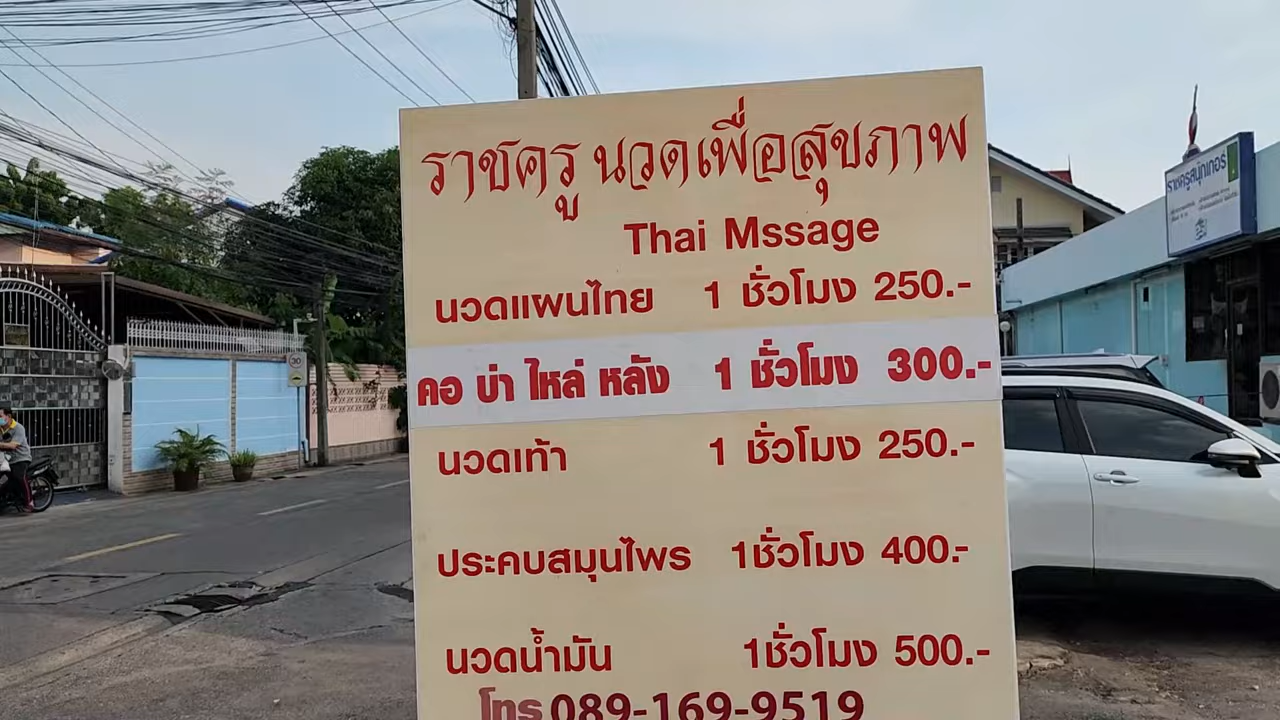 ราชครู นวดเพื่อสุขภาพ
Thai Mssage
นวดแผนไทย 1 ชั่วโมง 250.-
คอ บ่า ไหล่ หลัง 1 ชั่วโมง 300.-
นวดเท้า 1 ชั่วโมง 250.-
ประคบสมุนไพร 1ชั่วโมง 400.-
นวดน้ำมัน 1ชั่วโมง 500.-
โทร 089-169-9519
ราชครูสนุ๊กเกอร์
30